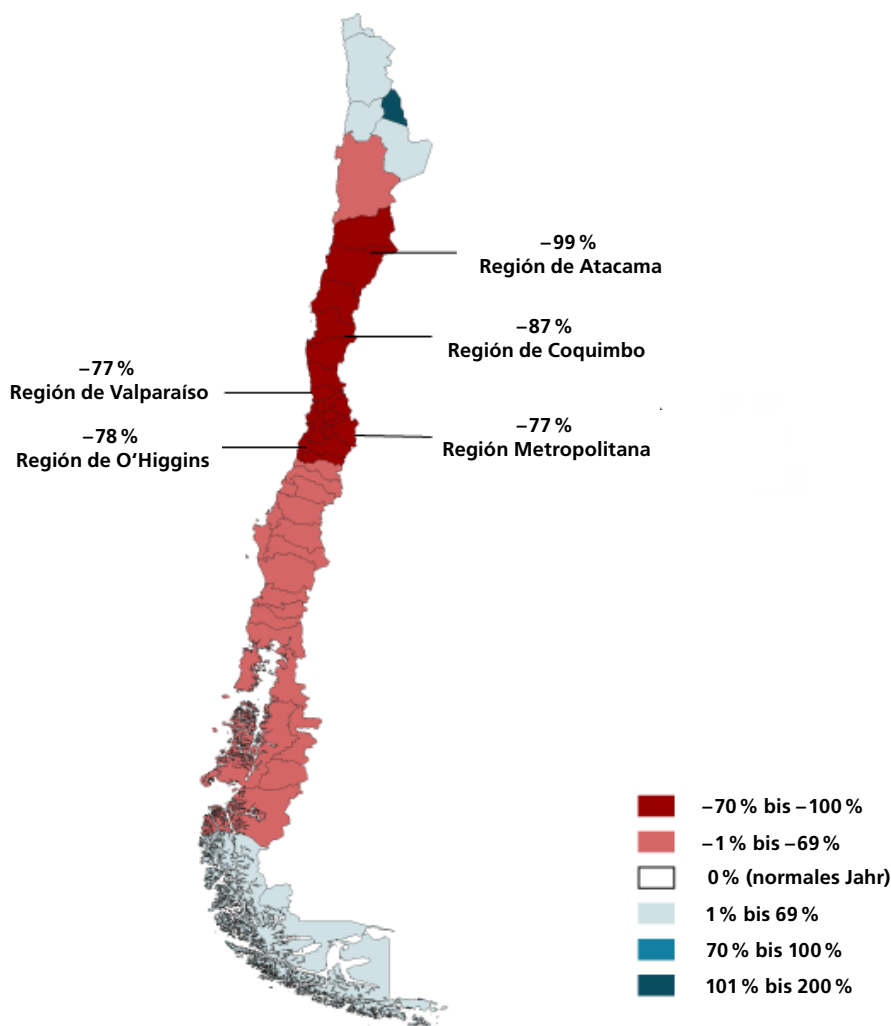 –99 %
Región de Atacama
–87 %
Región de Coquimbo
–77 %
Región de Valparaíso
–77 %
Región Metropolitana
–78 %
Región de O‘Higgins
–70 % bis –100 %
–1 % bis –69 %
0 % (normales Jahr)
1 % bis 69 %
70 % bis 100 %
101 % bis 200 %